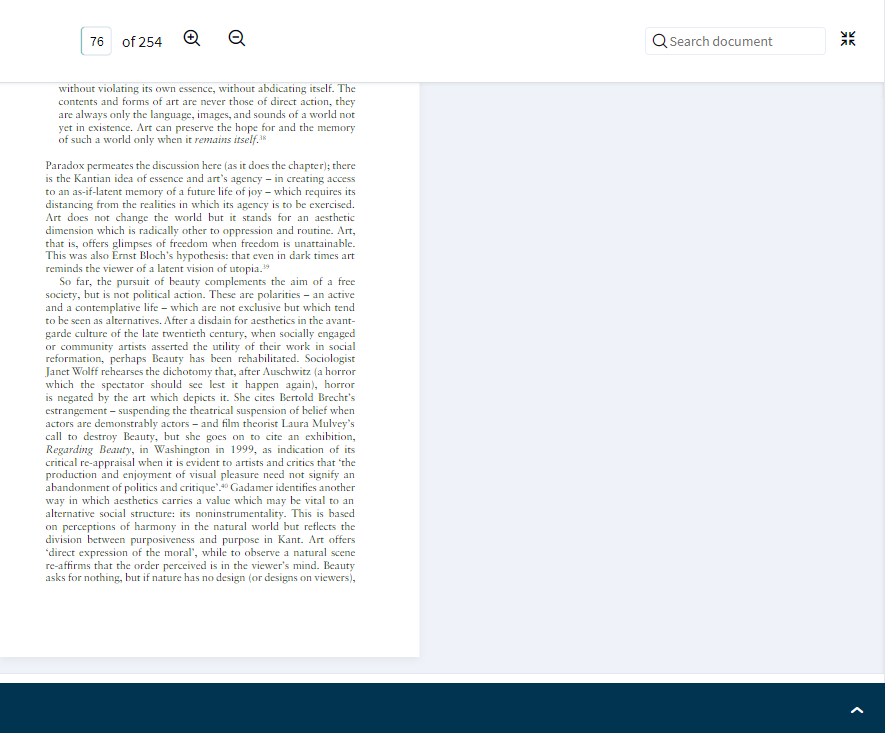 76 of 254
Search document
without violating its own essence, without abdicating itself. The
contents and forms of art are never those of direct action, they
are always only the language, images, and sounds of a world not
yet in existence. Art can preserve the hope for and the memory
of such a world only when it remains itself.³⁸
Paradox permeates the discussion here (as it does the chapter); there
is the Kantian idea of essence and art’s agency – in creating access
to an as-if-latent memory of a future life of joy – which requires its
distancing from the realities in which its agency is to be exercised.
Art does not change the world but it stands for an aesthetic
dimension which is radically other to oppression and routine. Art,
that is, offers glimpses of freedom when freedom is unattainable.
This was also Ernst Bloch’s hypothesis: that even in dark times art
reminds the viewer of a latent vision of utopia.³⁹
So far, the pursuit of beauty complements the aim of a free
society, but is not political action. These are polarities – an active
and a contemplative life – which are not exclusive but which tend
to be seen as alternatives. After a disdain for aesthetics in the avant-
garde culture of the late twentieth century, when socially engaged
or community artists asserted the utility of their work in social
reformation, perhaps Beauty has been rehabilitated. Sociologist
Janet Wolff rehearses the dichotomy that, after Auschwitz (a horror
which the spectator should see lest it happen again), horror
is negated by the art which depicts it. She cites Bertold Brecht’s
estrangement – suspending the theatrical suspension of belief when
actors are demonstrably actors – and film theorist Laura Mulvey’s
call to destroy Beauty, but she goes on to cite an exhibition,
Regarding Beauty, in Washington in 1999, as indication of its
critical re-appraisal when it is evident to artists and critics that ‘the
production and enjoyment of visual pleasure need not signify an
abandonment of politics and critique’.⁴⁰ Gadamer identifies another
way in which aesthetics carries a value which may be vital to an
alternative social structure: its noninstrumentality. This is based
on perceptions of harmony in the natural world but reflects the
division between purposiveness and purpose in Kant. Art offers
‘direct expression of the moral’, while to observe a natural scene
re-affirms that the order perceived is in the viewer’s mind. Beauty
asks for nothing, but if nature has no design (or designs on viewers),